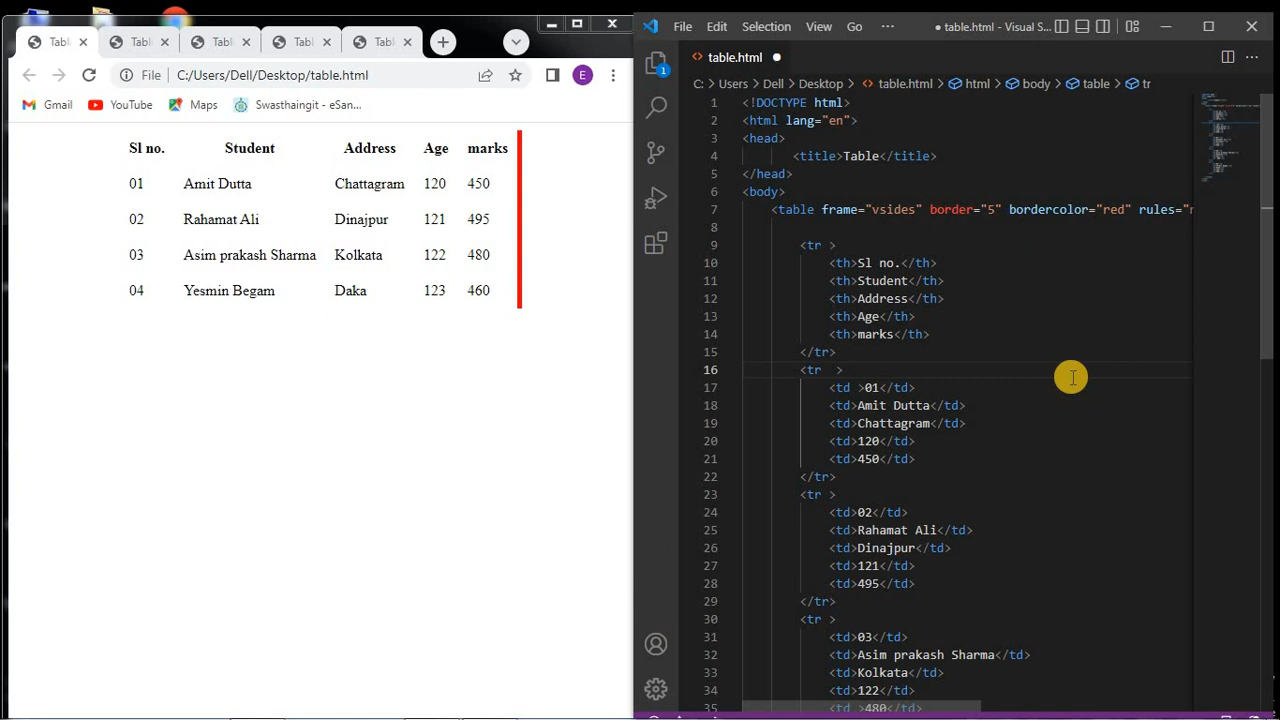 Tabl
Tabl
Tabl
Tabl
Tabl
File
C:/Users/Dell/Desktop/table.html
E
Gmail
YouTube
Maps
Swasthaingit - eSan...
Sl no. Student Address Age marks
01 Amit Dutta Chattagram 120 450
02 Rahamat Ali Dinajpur 121 495
03 Asim prakash Sharma Kolkata 122 480
04 Yesmin Begam Daka 123 460
File Edit Selection View Go ··· ● table.html - Visual S...
table.html ●
C: > Users > Dell > Desktop > <> table.html > html > body > table > tr
1
1 <!DOCTYPE html>
2 <html lang="en">
3 <head>
4 <title>Table</title>
5 </head>
6 <body>
7 <table frame="vsides" border="5" bordercolor="red" rules="
8
9 <tr >
10 <th>Sl no.</th>
11 <th>Student</th>
12 <th>Address</th>
13 <th>Age</th>
14 <th>marks</th>
15 </tr>
16 <tr  >
17 <td >01</td>
18 <td>Amit Dutta</td>
19 <td>Chattagram</td>
20 <td>120</td>
21 <td>450</td>
22 </tr>
23 <tr >
24 <td>02</td>
25 <td>Rahamat Ali</td>
26 <td>Dinajpur</td>
27 <td>121</td>
28 <td>495</td>
29 </tr>
30 <tr >
31 <td>03</td>
32 <td>Asim prakash Sharma</td>
33 <td>Kolkata</td>
34 <td>122</td>
35 <td >480</td>